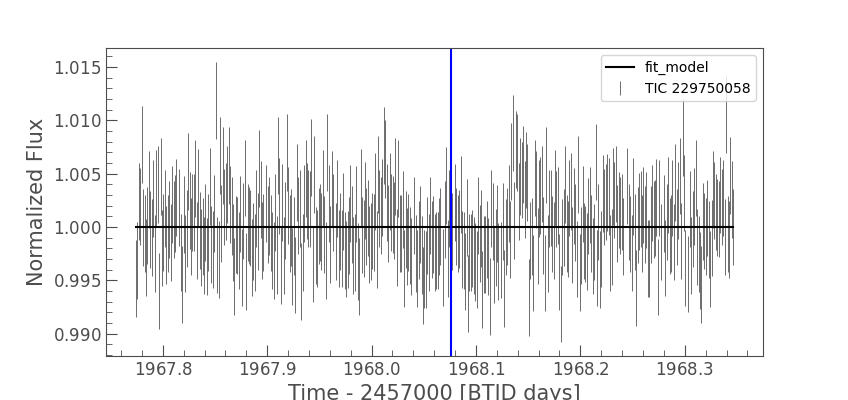 fit_model
TIC 229750058
Normalized Flux
1.015
1.010
1.005
1.000
0.995
0.990
1967.8 1967.9 1968.0 1968.1 1968.2 1968.3
Time - 2457000 [BTJD days]